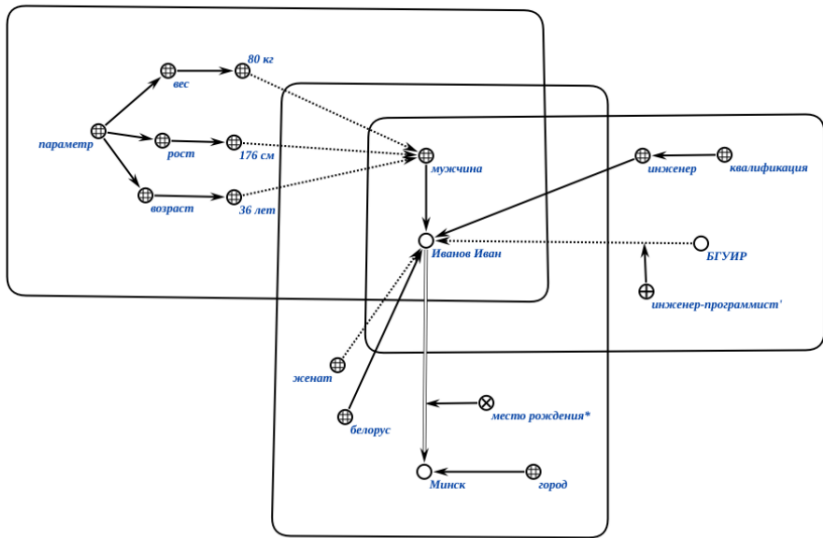 80 кг
вес
параметр
рост
176 см
возраст
36 лет
мужчина
инженер
квалификация
Иванов Иван
БГУИР
инженер-программист'
женат
белорус
место рождения*
Минск
город